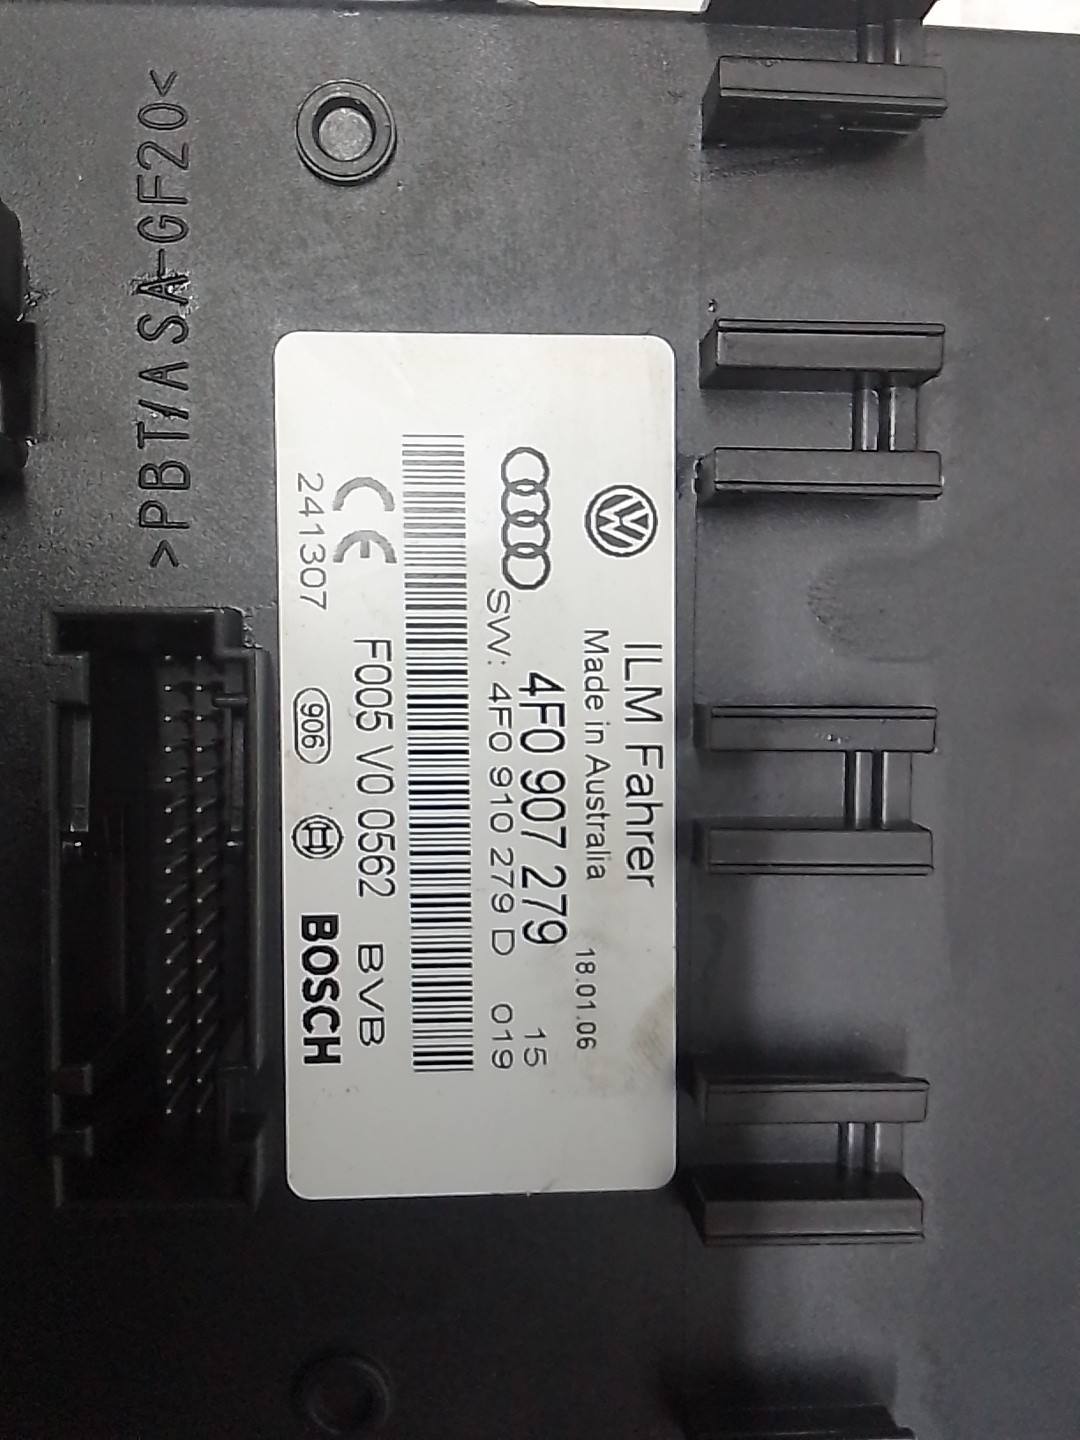 ILM Fahrer
Made in Australia 18.01.06
4F0 907 279 15
SW: 4F0 910 279 D 019
F005 V0 0562 BVB
CE
241307 906 BOSCH
>PBT/ASA-GF20<